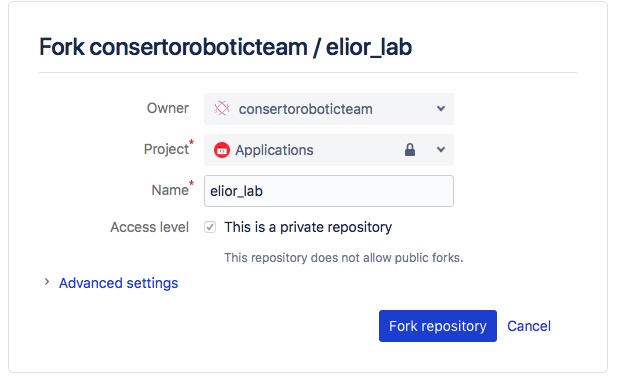 Fork consertoroboticteam / elior_lab
Owner consertoroboticteam
Project* Applications
Name* elior_lab
Access level This is a private repository
This repository does not allow public forks.
Advanced settings
Fork repository Cancel